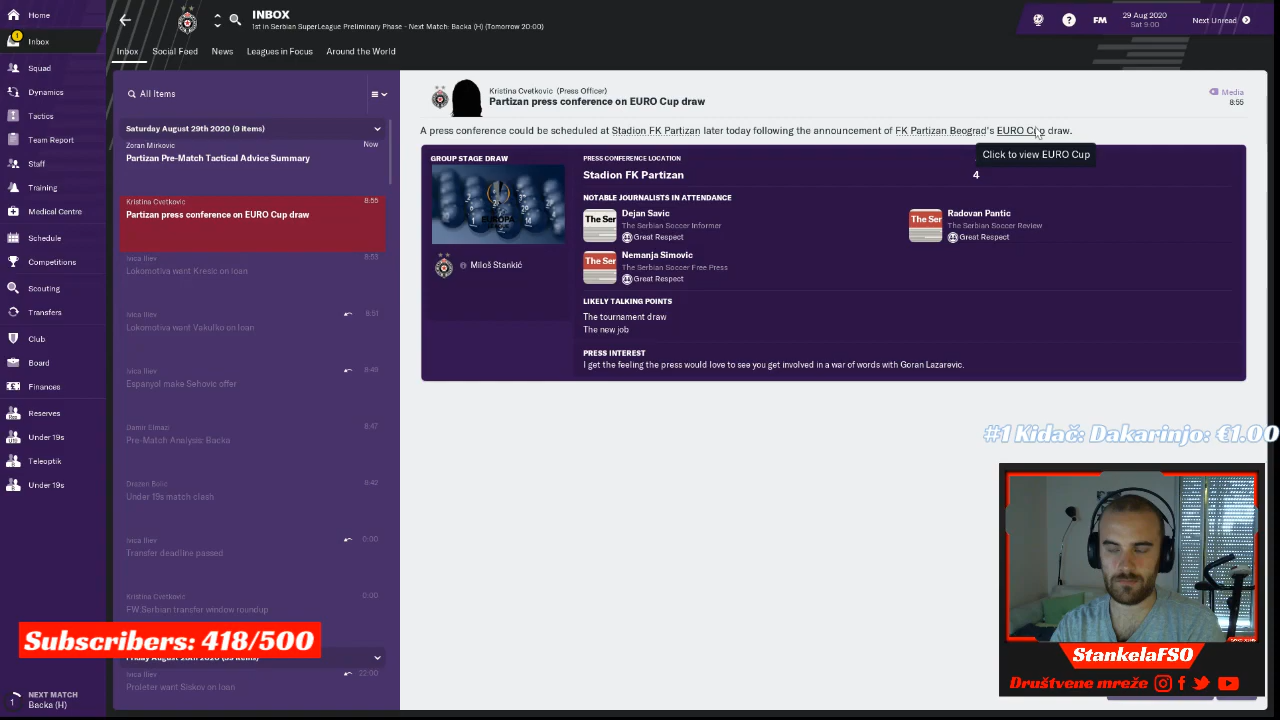 Home
Inbox
Squad
Dynamics
Tactics
Team Report
Staff
Training
Medical Centre
Schedule
Competitions
Scouting
Transfers
Club
Board
Finances
Reserves
Under 19s
Teleoptik
Under 19s
NEXT MATCH
Backa (H)
INBOX
1st in Serbian SuperLeague Preliminary Phase - Next Match: Backa (H) (Tomorrow 20:00)
FM
29 Aug 2020
Sat 9:00
Next Unread
Inbox
Social Feed
News
Leagues in Focus
Around the World
All Items
Saturday August 29th 2020 (9 items)
Zoran Mirkovic
Now
Partizan Pre-Match Tactical Advice Summary
Kristina Cvetkovic
8:55
Partizan press conference on EURO Cup draw
Ivica Iliev
8:53
Lokomotiva want Kresic on loan
Ivica Iliev
8:51
Lokomotiva want Vakulko on loan
Ivica Iliev
8:49
Espanyol make Sehovic offer
Damir Elmazi
8:47
Pre-Match Analysis: Backa
Drazen Bolic
8:42
Under 19s match clash
Ivica Iliev
0:00
Transfer deadline passed
Kristina Cvetkovic
0:00
FW Serbian transfer window roundup
Ivica Iliev
22:00
Proleter want Siskov on loan
Subscribers: 418/500
Kristina Cvetkovic (Press Officer)
Partizan press conference on EURO Cup draw
Media
8:55
A press conference could be scheduled at Stadion FK Partizan later today following the announcement of FK Partizan Beograd's EURO Cup draw.
Click to view EURO Cup
GROUP STAGE DRAW
Miloš Stankić
PRESS CONFERENCE LOCATION
Stadion FK Partizan
4
NOTABLE JOURNALISTS IN ATTENDANCE
The Ser
Dejan Savic
The Serbian Soccer Informer
Great Respect
The Ser
Radovan Pantic
The Serbian Soccer Review
Great Respect
The Ser
Nemanja Simovic
The Serbian Soccer Free Press
Great Respect
LIKELY TALKING POINTS
The tournament draw
The new job
PRESS INTEREST
I get the feeling the press would love to see you get involved in a war of words with Goran Lazarevic.
#1 Kidač: Dakarinjo: €1.00
StankelaFSO
Društvene mreže